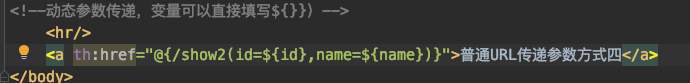 <!--动态参数传递，变量可以直接填写${}}) -->
<hr/>
<a th:href="@{/show2(id=${id},name=${name})}">普通URL传递参数方式四</a>
</body>